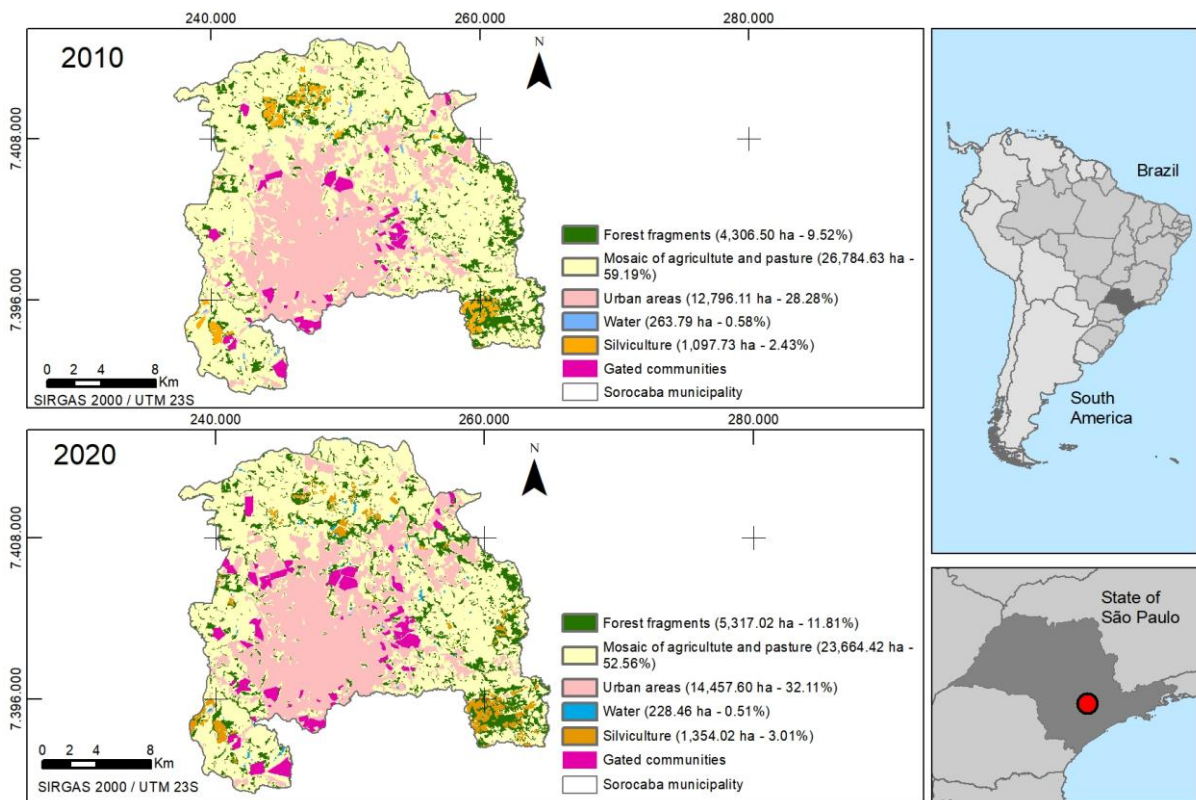 240.000 260.000 280.000
2010
N
7.408.000
7.396.000
Forest fragments (4,306.50 ha - 9.52%)
Mosaic of agricutute and pasture (26,784.63 ha -
59.19%)
Urban areas (12,796.11 ha - 28.28%)
Water (263.79 ha - 0.58%)
Silviculture (1,097.73 ha - 2.43%)
Gated communities
Sorocaba municipality
0 2 4 8
Km
SIRGAS 2000 / UTM 23S
240.000 260.000 280.000
2020
N
7.408.000
7.396.000
Forest fragments (5,317.02 ha - 11.81%)
Mosaic of agricutute and pasture (23,664.42 ha -
52.56%)
Urban areas (14,457.60 ha - 32.11%)
Water (228.46 ha - 0.51%)
Silviculture (1,354.02 ha - 3.01%)
Gated communities
Sorocaba municipality
0 2 4 8
Km
SIRGAS 2000 / UTM 23S
Brazil
South
America
State of
São Paulo